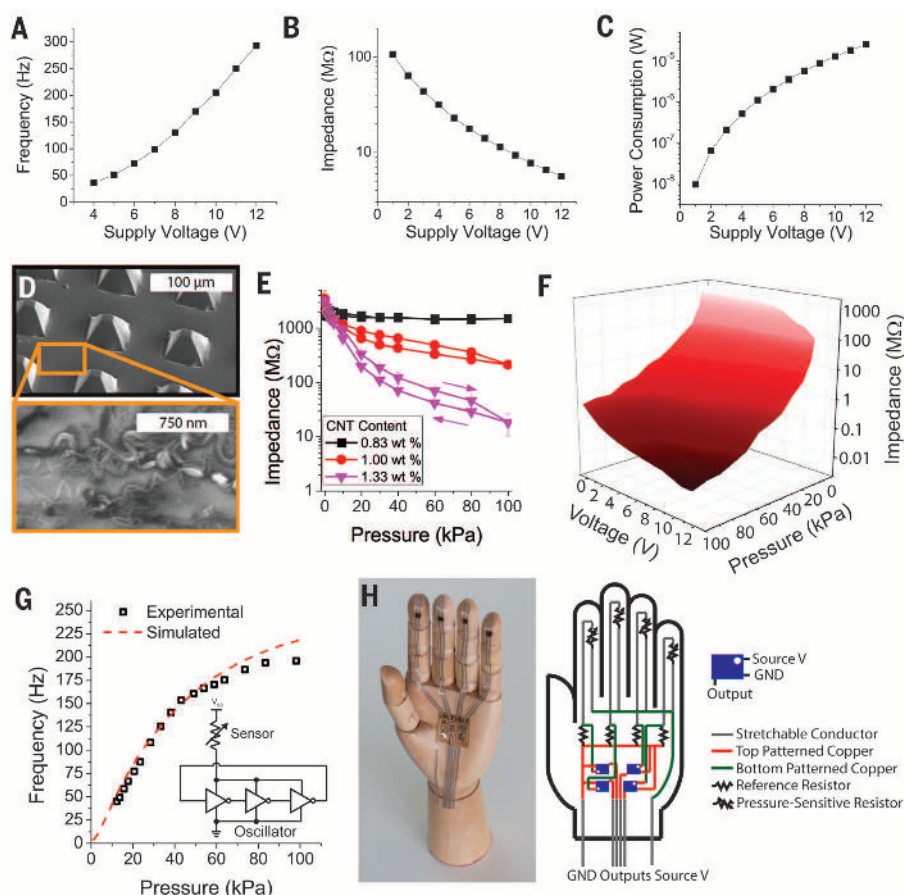 A
Frequency (Hz)
300
250
200
150
100
50
0
0 2 4 6 8 10 12
Supply Voltage (V)
B
Impedance (MΩ)
100
10
0 2 4 6 8 10 12
Supply Voltage (V)
C
Power Consumption (W)
10⁻⁵
10⁻⁶
10⁻⁷
10⁻⁸
0 2 4 6 8 10 12
Supply Voltage (V)
D
100 µm
750 nm
E
Impedance (MΩ)
1000
100
10
1
CNT Content
0.83 wt %
1.00 wt %
1.33 wt %
0 20 40 60 80 100
Pressure (kPa)
F
1000
100
10
1
0.1
0.01
Impedance (MΩ)
0 2 4 6 8 10 12
Voltage (V)
100 80 60 40 20 0
Pressure (kPa)
G
Frequency (Hz)
250
225
200
175
150
125
100
75
50
25
0
Experimental
Simulated
Sensor
Oscillator
0 20 40 60 80 100
Pressure (kPa)
H
Source V
GND
Output
Stretchable Conductor
Top Patterned Copper
Bottom Patterned Copper
Reference Resistor
Pressure-Sensitive Resistor
GND Outputs Source V